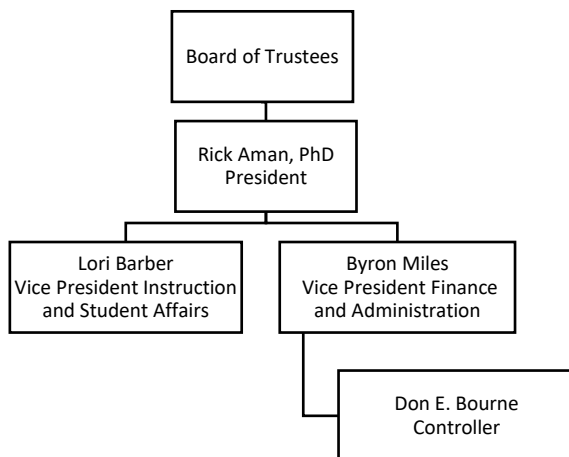 Board of Trustees
Rick Aman, PhD
President
Lori Barber
Vice President Instruction
and Student Affairs
Byron Miles
Vice President Finance
and Administration
Don E. Bourne
Controller